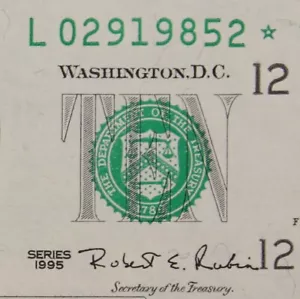 L 02919852 *
WASHINGTON, D.C.
12
TEN
THE DEPARTMENT OF THE TREASURY
1789
SERIES
1995
Robert E. Rubin
12
Secretary of the Treasury.
F